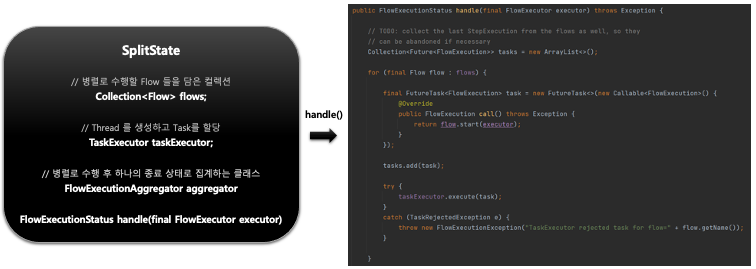 SplitState
// 병렬로 수행할 Flow 들을 담은 컬렉션
Collection<Flow> flows;
// Thread 를 생성하고 Task를 할당
TaskExecutor taskExecutor;
// 병렬로 수행 후 하나의 종료 상태로 집계하는 클래스
FlowExecutionAggregator aggregator
FlowExecutionStatus handle(final FlowExecutor executor)
handle()
public FlowExecutionStatus handle(final FlowExecutor executor) throws Exception {
// TODO: collect the last StepExecution from the flows as well, so they
// can be abandoned if necessary
Collection<Future<FlowExecution>> tasks = new ArrayList<>();
for (final Flow flow : flows) {
final FutureTask<FlowExecution> task = new FutureTask<>(new Callable<FlowExecution>() {
@Override
public FlowExecution call() throws Exception {
return flow.start(executor);
}
});
tasks.add(task);
try {
taskExecutor.execute(task);
}
catch (TaskRejectedException e) {
throw new FlowExecutionException("TaskExecutor rejected task for flow=" + flow.getName());
}
}